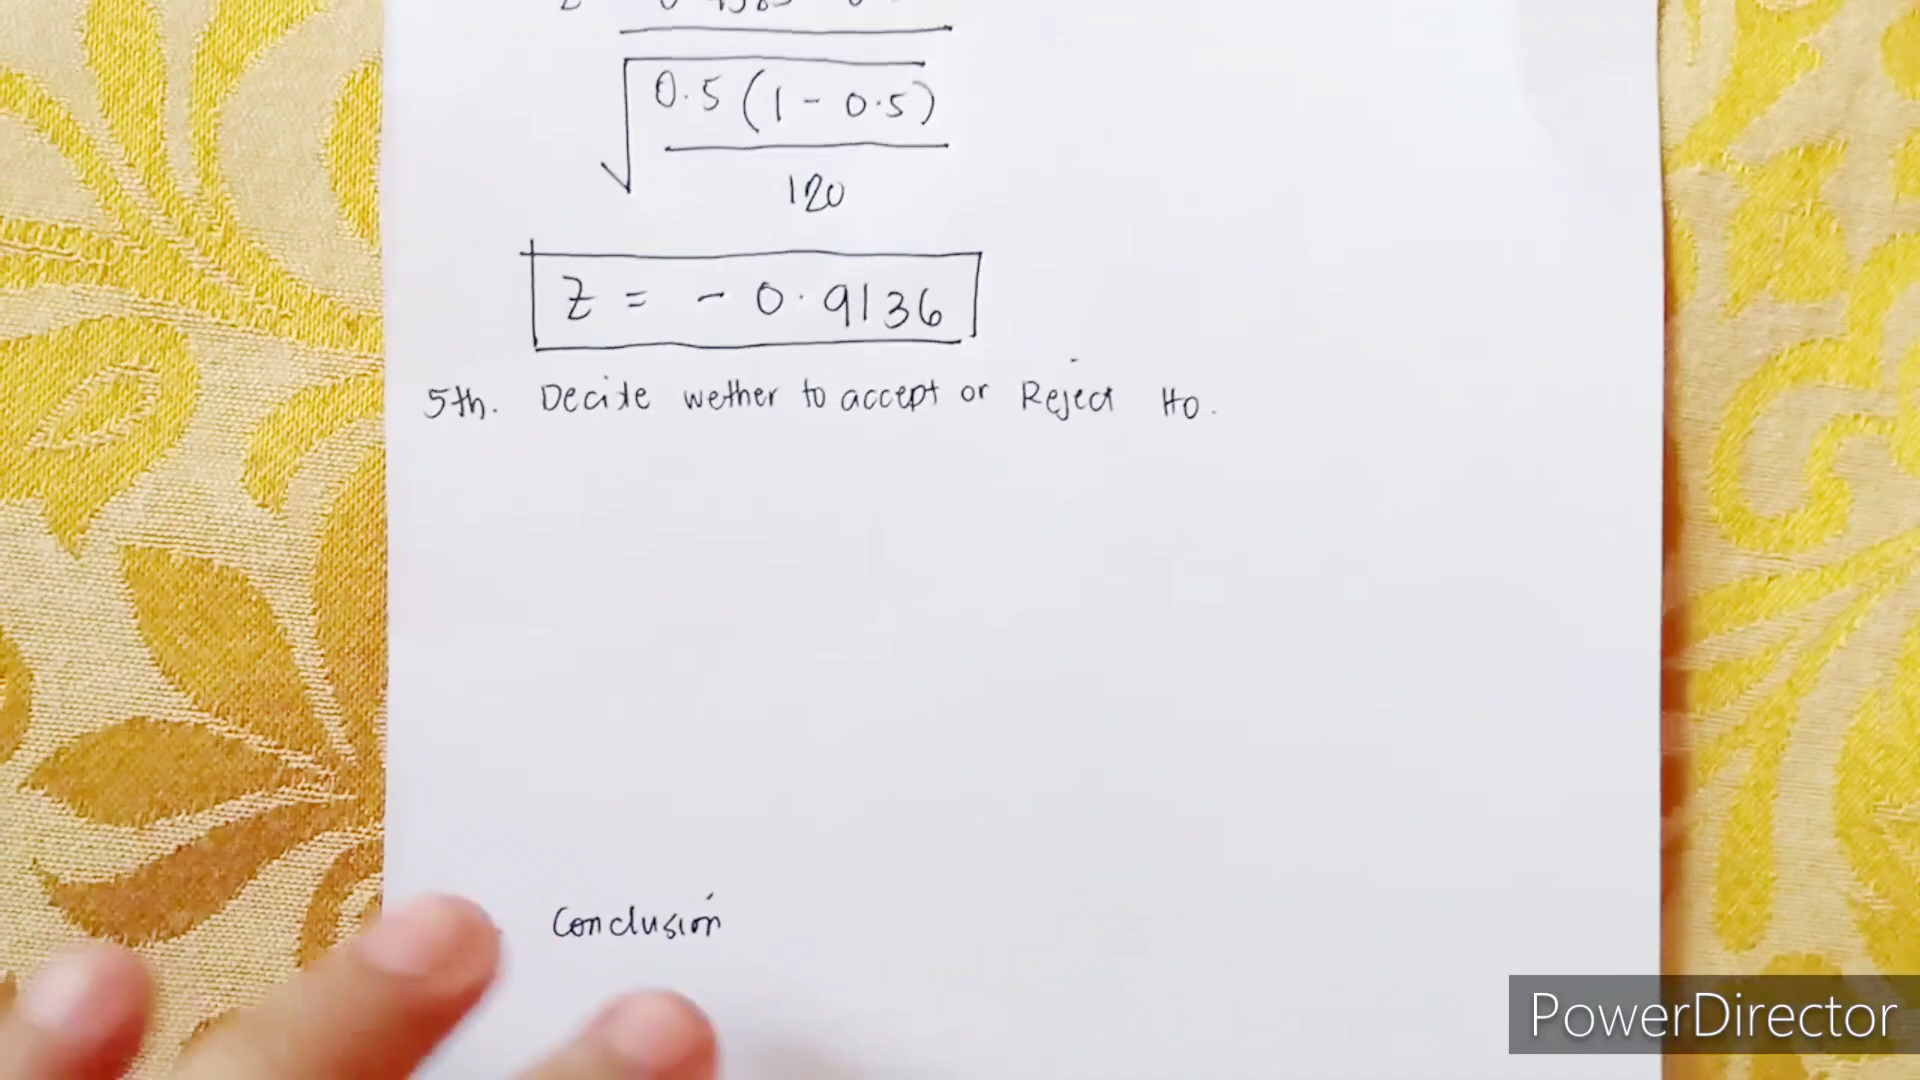 0.5 (1 - 0.5)
120
Z = - 0.9136
5th. Decide wether to accept or Reject Ho.
Conclusion
PowerDirector